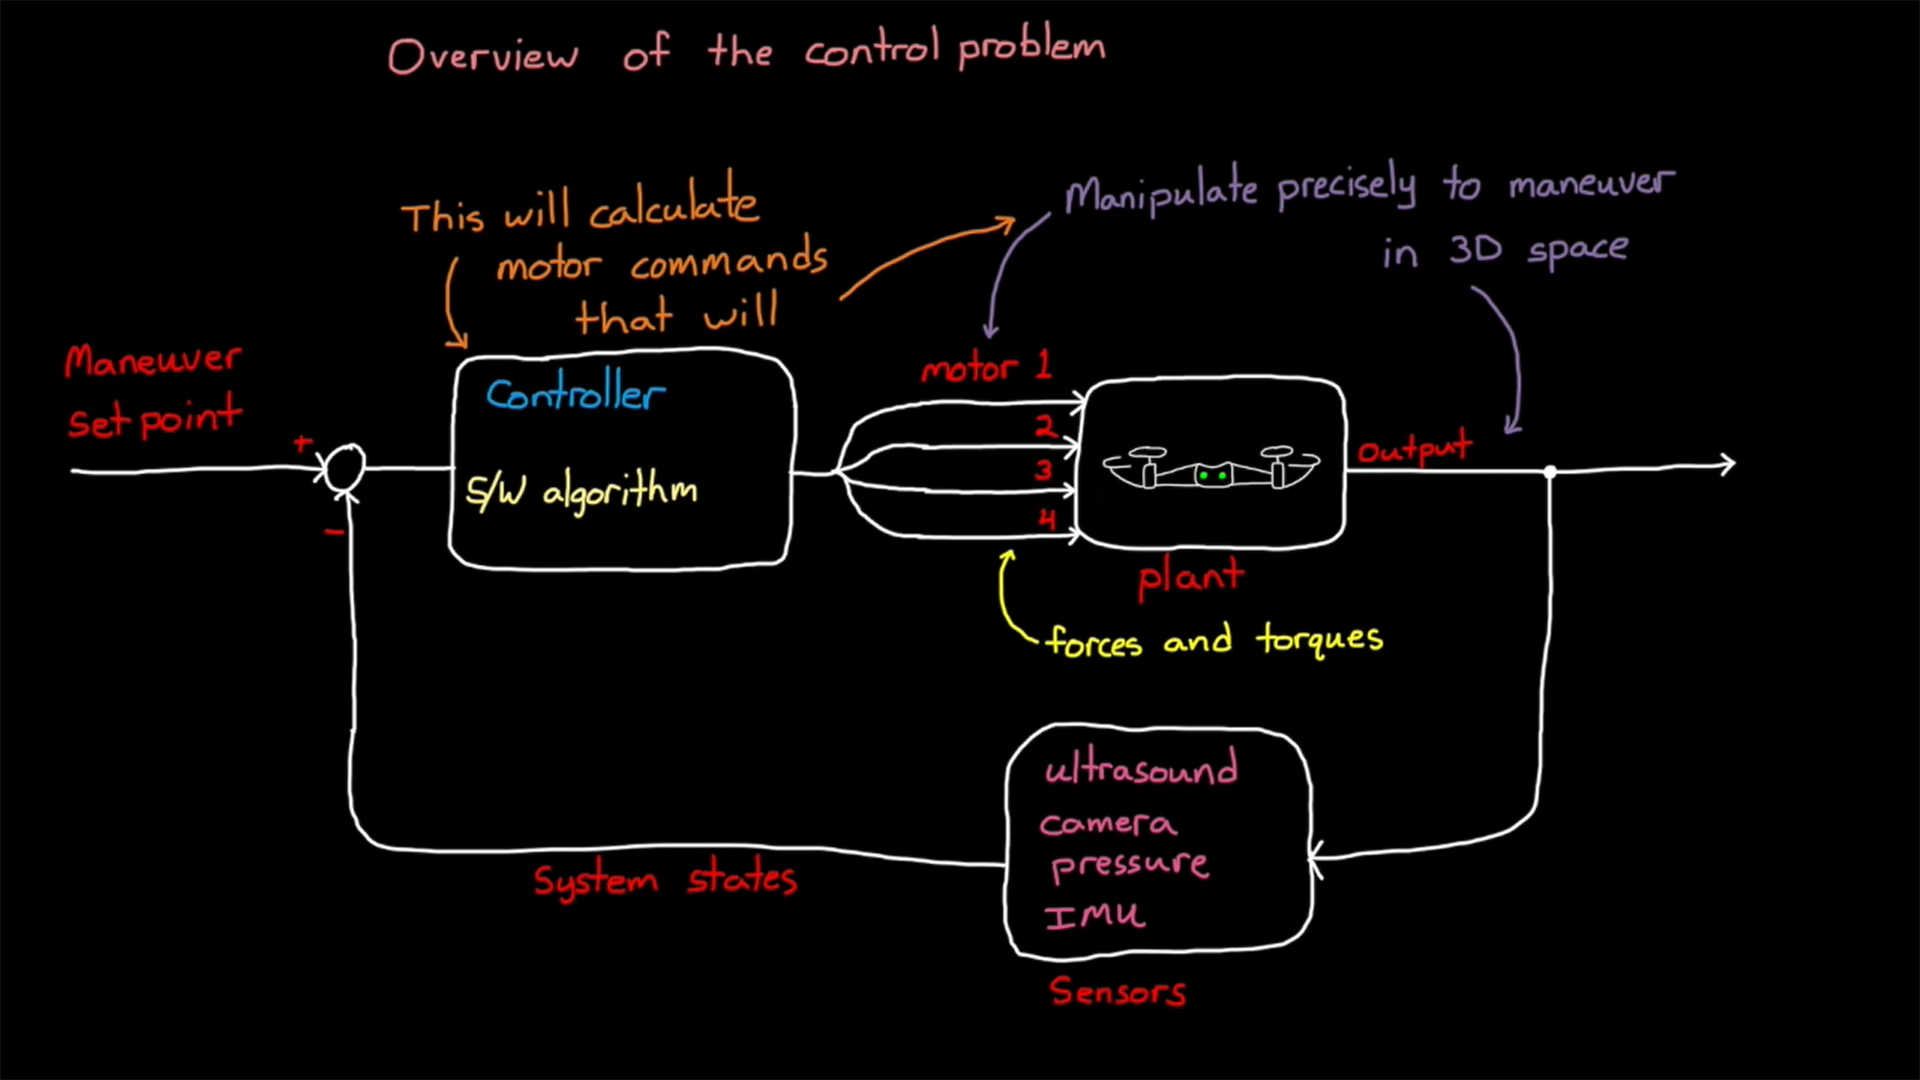 Overview of the control problem
This will calculate
motor commands
that will
Manipulate precisely to maneuver
in 3D space
Maneuver
setpoint
+
-
Controller
S/W algorithm
motor 1
2
3
4
output
plant
forces and torques
ultrasound
camera
pressure
IMU
System states
Sensors